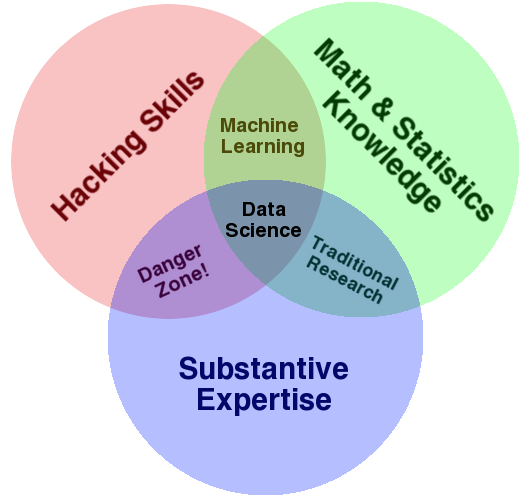 Hacking Skills
Math & Statistics
Knowledge
Machine
Learning
Data
Science
Danger
Zone!
Traditional
Research
Substantive
Expertise